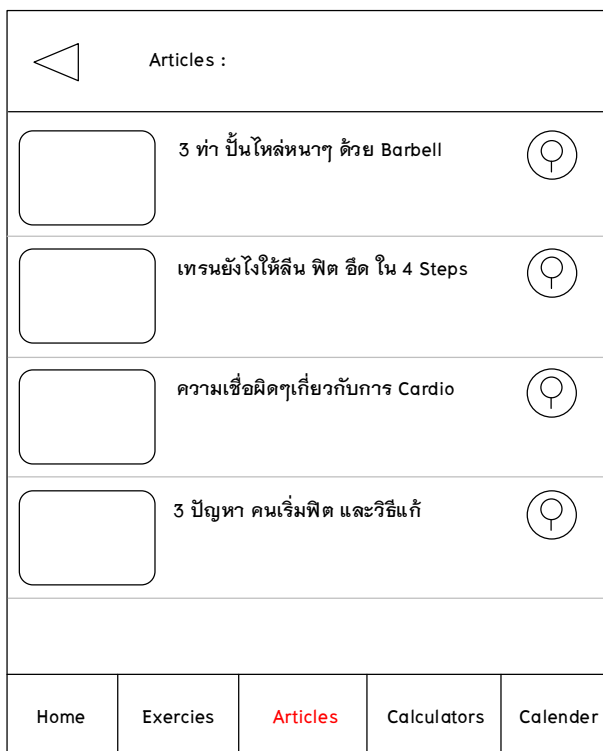 Articles :
3 ท่า ปั้นไหล่หนาๆ ด้วย Barbell
เทรนยังไงให้ลีน ฟิต อึด ใน 4 Steps
ความเชื่อผิดๆเกี่ยวกับการ Cardio
3 ปัญหา คนเริ่มฟิต และวิธีแก้
Home Exercies Articles Calculators Calender